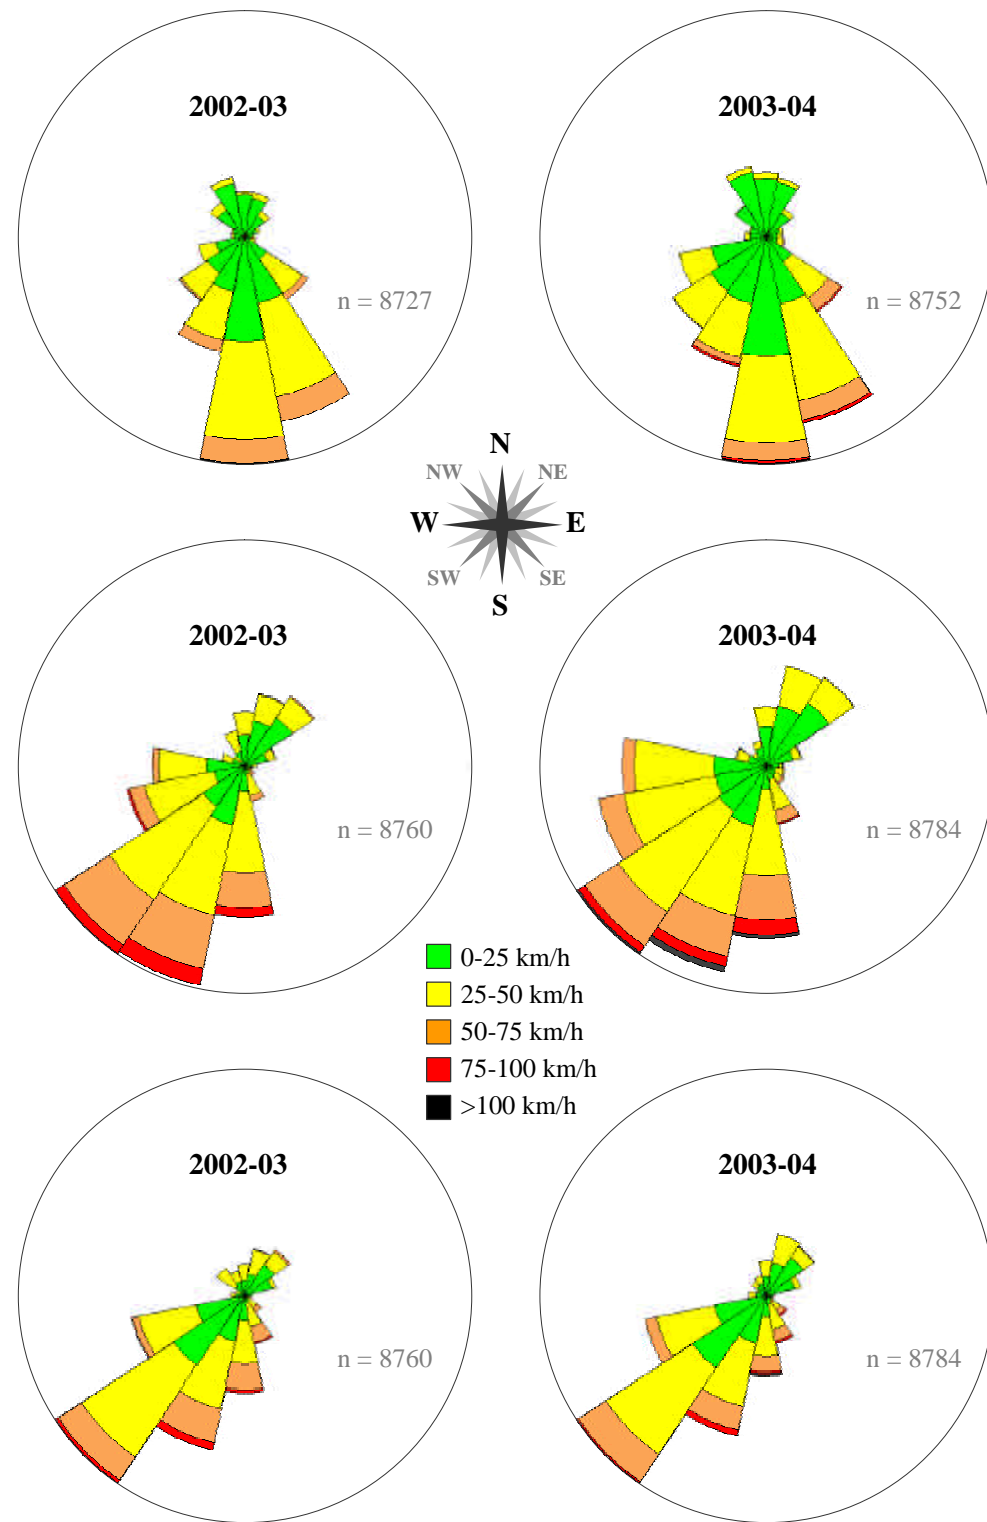 2002-03
2003-04
n = 8727
n = 8752
N
NW
NE
W
E
SW
SE
S
2002-03
2003-04
n = 8760
n = 8784
0-25 km/h
25-50 km/h
50-75 km/h
75-100 km/h
>100 km/h
2002-03
2003-04
n = 8760
n = 8784